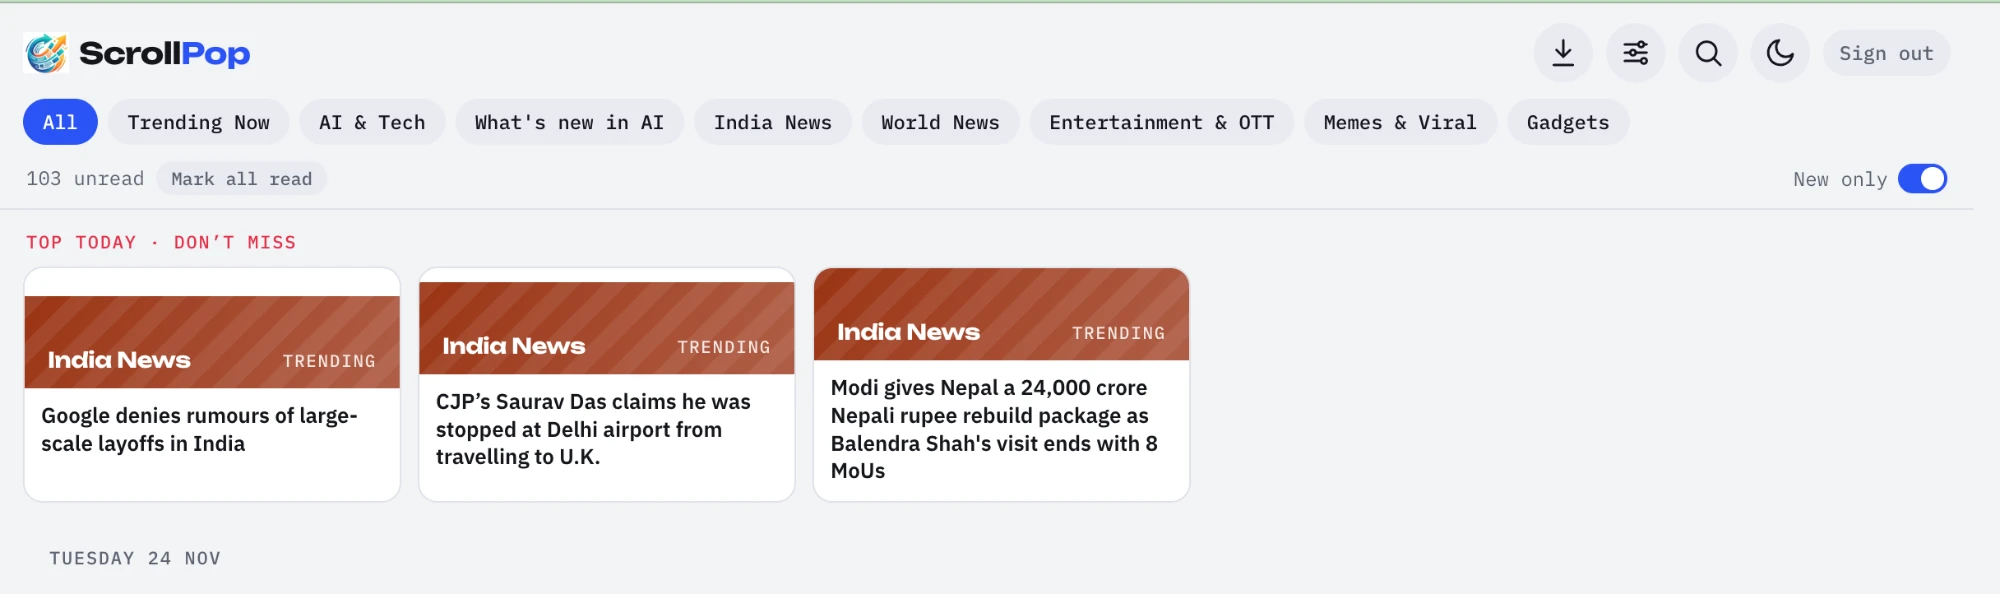 ScrollPop
Sign out
All
Trending Now
AI & Tech
What's new in AI
India News
World News
Entertainment & OTT
Memes & Viral
Gadgets
103 unread
Mark all read
New only
TOP TODAY · DON’T MISS
India News
TRENDING
Google denies rumours of large-
scale layoffs in India
India News
TRENDING
CJP’s Saurav Das claims he was
stopped at Delhi airport from
travelling to U.K.
India News
TRENDING
Modi gives Nepal a 24,000 crore
Nepali rupee rebuild package as
Balendra Shah's visit ends with 8
MoUs
TUESDAY 24 NOV